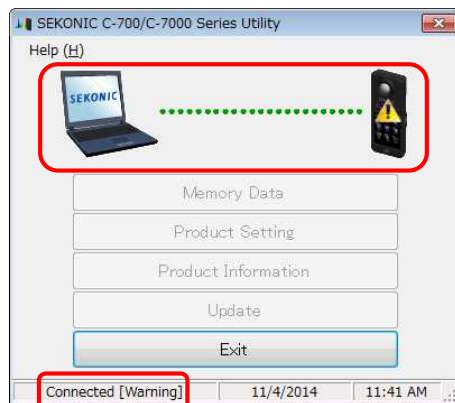 SEKONIC C-700/C-7000 Series Utility
Help (H)
SEKONIC
Memory Data
Product Setting
Product Information
Update
Exit
Connected [Warning] 11/4/2014 11:41 AM